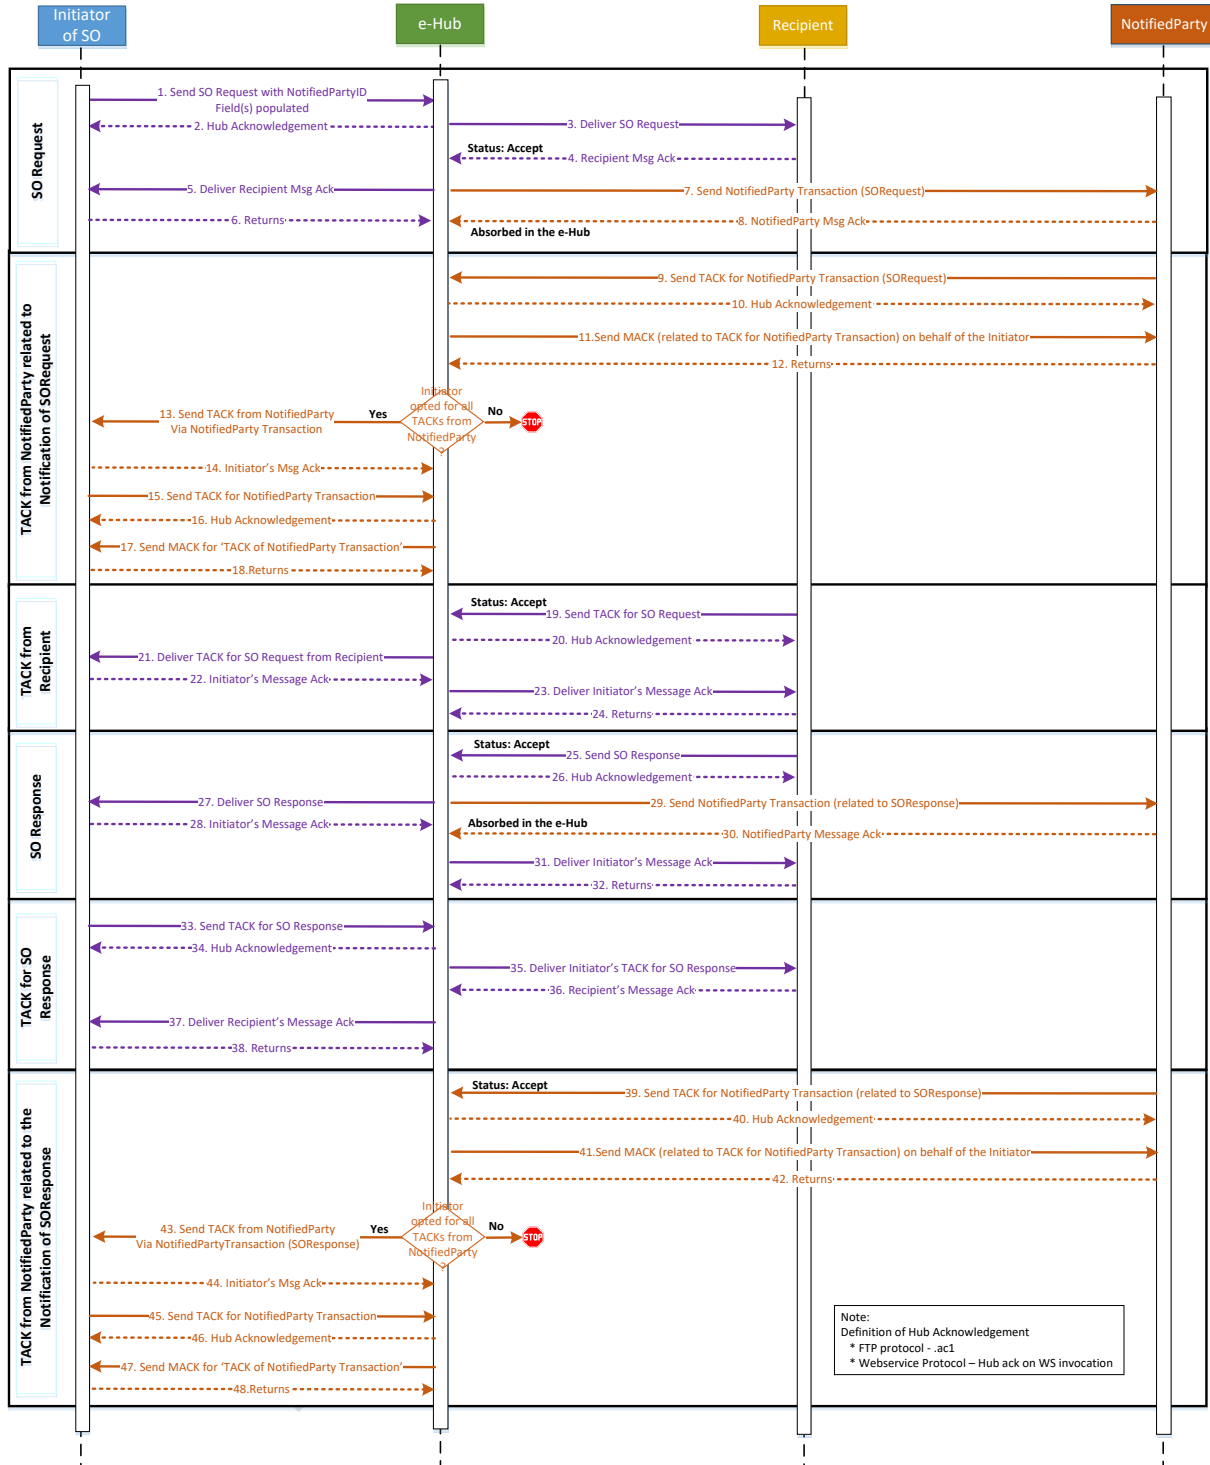 Initiator
of SO
e-Hub
Recipient
NotifiedParty
SO Request
1. Send SO Request with NotifiedPartyID
Field(s) populated
2. Hub Acknowledgement
3. Deliver SO Request
Status: Accept
4. Recipient Msg Ack
5. Deliver Recipient Msg Ack
7. Send NotifiedParty Transaction (SORequest)
6. Returns
8. NotifiedParty Msg Ack
Absorbed in the e-Hub
TACK from NotifiedParty related to
Notification of SORequest
9. Send TACK for NotifiedParty Transaction (SORequest)
10. Hub Acknowledgement
11.Send MACK (related to TACK for NotifiedParty Transaction) on behalf of the Initiator
12. Returns
Initiator
opted for all
TACKs from
NotifiedParty
?
Yes
No
STOP
13. Send TACK from NotifiedParty
Via NotifiedParty Transaction
14. Initiator's Msg Ack
15. Send TACK for NotifiedParty Transaction
16. Hub Acknowledgement
17. Send MACK for 'TACK of NotifiedParty Transaction'
18.Returns
TACK from
Recipient
Status: Accept
19. Send TACK for SO Request
20. Hub Acknowledgement
21. Deliver TACK for SO Request from Recipient
22. Initiator's Message Ack
23. Deliver Initiator's Message Ack
24. Returns
SO Response
Status: Accept
25. Send SO Response
26. Hub Acknowledgement
27. Deliver SO Response
29. Send NotifiedParty Transaction (related to SOResponse)
28. Initiator's Message Ack
Absorbed in the e-Hub
30. NotifiedParty Message Ack
31. Deliver Initiator's Message Ack
32. Returns
TACK for SO
Response
33. Send TACK for SO Response
34. Hub Acknowledgement
35. Deliver Initiator's TACK for SO Response
36. Recipient's Message Ack
37. Deliver Recipient's Message Ack
38. Returns
TACK from NotifiedParty related to the
Notification of SOResponse
Status: Accept
39. Send TACK for NotifiedParty Transaction (related to SOResponse)
40. Hub Acknowledgement
41.Send MACK (related to TACK for NotifiedParty Transaction) on behalf of the Initiator
42. Returns
Initiator
opted for all
TACKs from
NotifiedParty
?
Yes
No
STOP
43. Send TACK from NotifiedParty
Via NotifiedPartyTransaction (SOResponse)
44. Initiator's Msg Ack
45. Send TACK for NotifiedParty Transaction
46. Hub Acknowledgement
47. Send MACK for 'TACK of NotifiedParty Transaction'
48.Returns
Note:
Definition of Hub Acknowledgement
* FTP protocol - .ac1
* Webservice Protocol – Hub ack on WS invocation